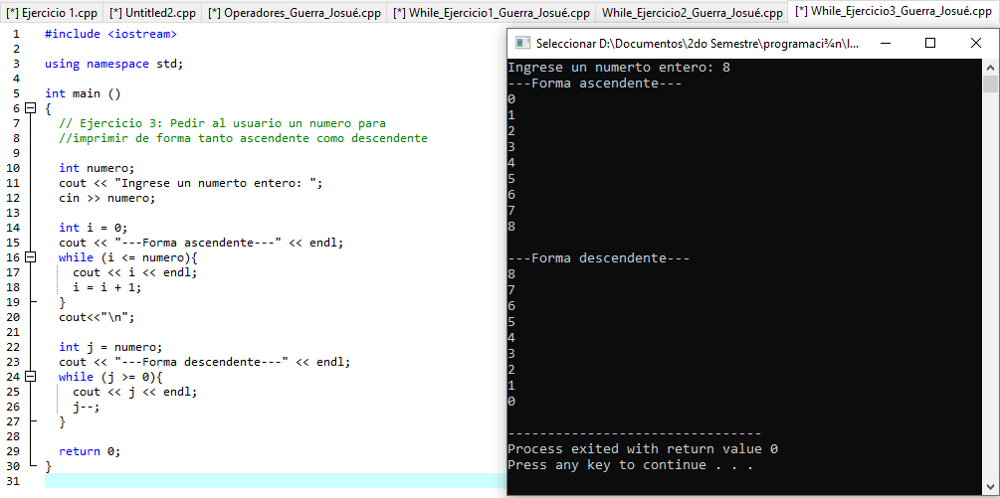 [*] Ejercicio 1.cpp [*] Untitled2.cpp [*] Operadores_Guerra_Josué.cpp [*] While_Ejercicio1_Guerra_Josué.cpp While_Ejercicio2_Guerra_Josué.cpp [*] While_Ejercicio3_Guerra_Josué.cpp
1 #include <iostream>
2
3 using namespace std;
4
5 int main ()
6 {
7 // Ejercicio 3: Pedir al usuario un numero para
8 //imprimir de forma tanto ascendente como descendente
9
10 int numero;
11 cout << "Ingrese un numerto entero: ";
12 cin >> numero;
13
14 int i = 0;
15 cout << "---Forma ascendente---" << endl;
16 while (i <= numero){
17 cout << i << endl;
18 i = i + 1;
19 }
20 cout<<"\n";
21
22 int j = numero;
23 cout << "---Forma descendente---" << endl;
24 while (j >= 0){
25 cout << j << endl;
26 j--;
27 }
28
29 return 0;
30 }
31
Seleccionar D:\Documentos\2do Semestre\programaci¾n\I...
Ingrese un numerto entero: 8
---Forma ascendente---
0
1
2
3
4
5
6
7
8
---Forma descendente---
8
7
6
5
4
3
2
1
0
--------------------------------
Process exited with return value 0
Press any key to continue . . .